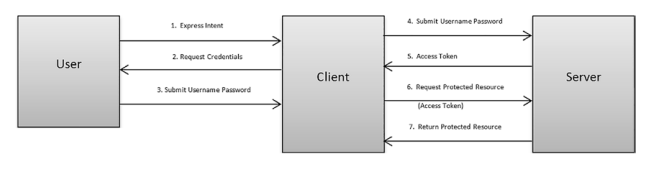 User
1. Express Intent
2. Request Credentials
3. Submit Username Password
Client
4. Submit Username Password
5. Access Token
6. Request Protected Resource
(Access Token)
7. Return Protected Resource
Server